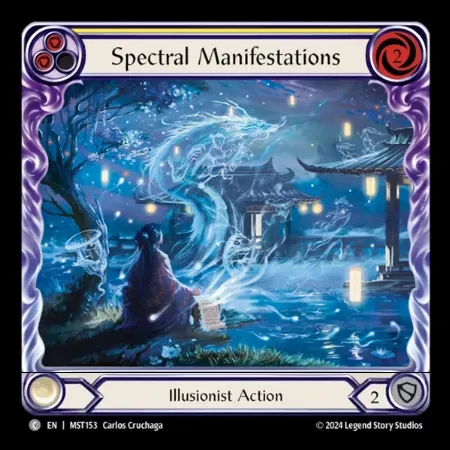 Spectral Manifestations
2
Illusionist Action
2
C EN | MST153 Carlos Cruchaga
© 2024 Legend Story Studios